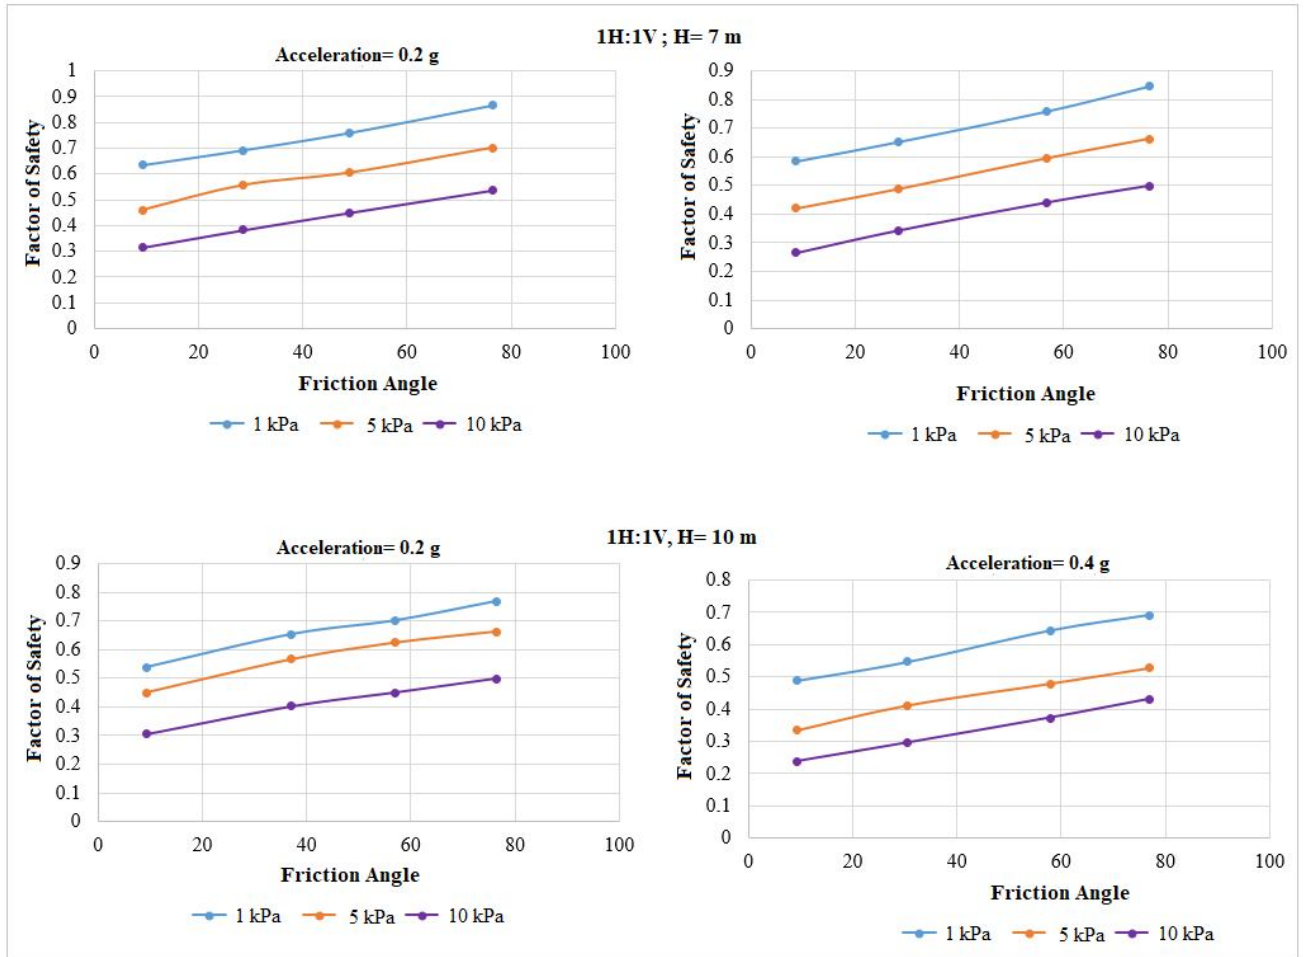 1H:1V ; H= 7 m
Acceleration= 0.2 g
Factor of Safety
1
0.9
0.8
0.7
0.6
0.5
0.4
0.3
0.2
0.1
0
0 20 40 60 80 100
Friction Angle
1 kPa 5 kPa 10 kPa
Factor of Safety
0.9
0.8
0.7
0.6
0.5
0.4
0.3
0.2
0.1
0
0 20 40 60 80 100
Friction Angle
1 kPa 5 kPa 10 kPa
1H:1V, H= 10 m
Acceleration= 0.2 g
Factor of Safety
0.9
0.8
0.7
0.6
0.5
0.4
0.3
0.2
0.1
0
0 20 40 60 80 100
Friction Angle
1 kPa 5 kPa 10 kPa
Acceleration= 0.4 g
Factor of Safety
0.8
0.7
0.6
0.5
0.4
0.3
0.2
0.1
0
0 20 40 60 80 100
Friction Angle
1 kPa 5 kPa 10 kPa